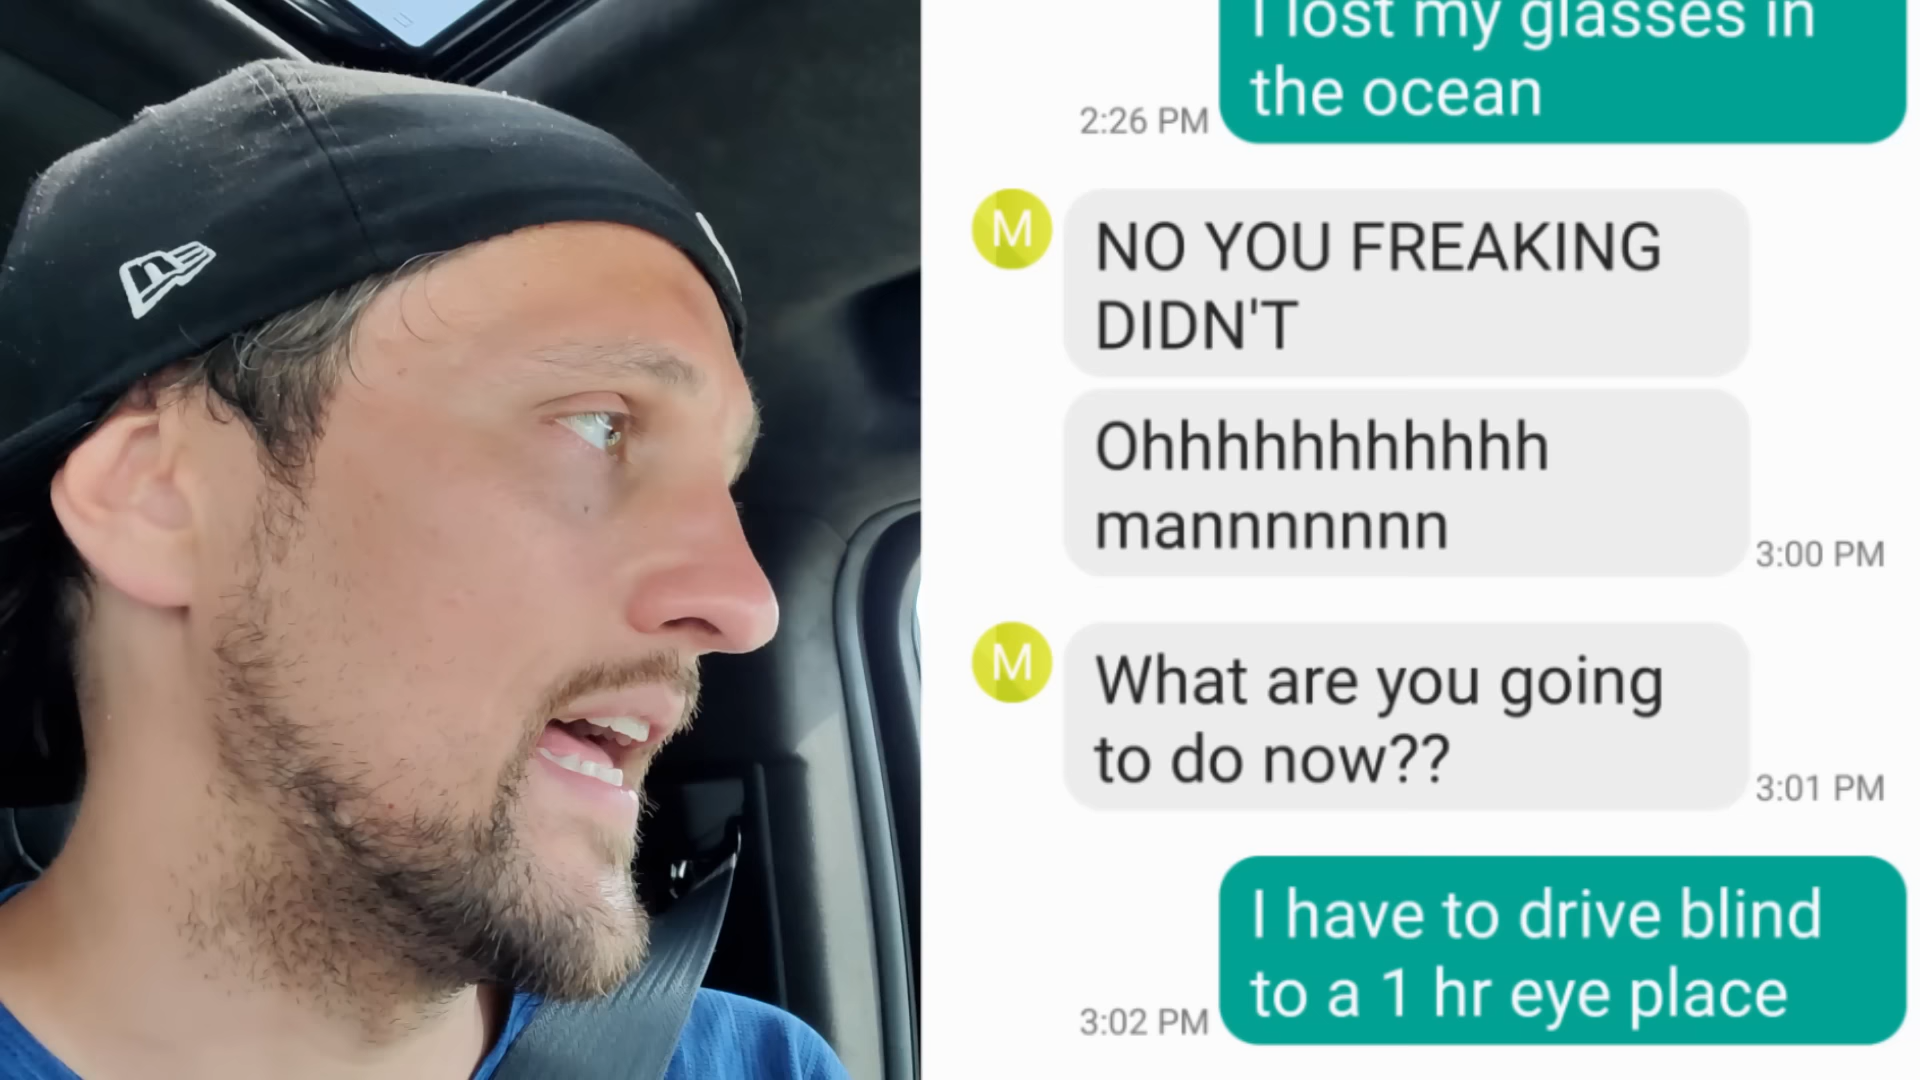 I lost my glasses in
the ocean
2:26 PM
M
NO YOU FREAKING
DIDN'T
Ohhhhhhhhhhh
mannnnnnn
3:00 PM
M
What are you going
to do now??
3:01 PM
I have to drive blind
to a 1 hr eye place
3:02 PM